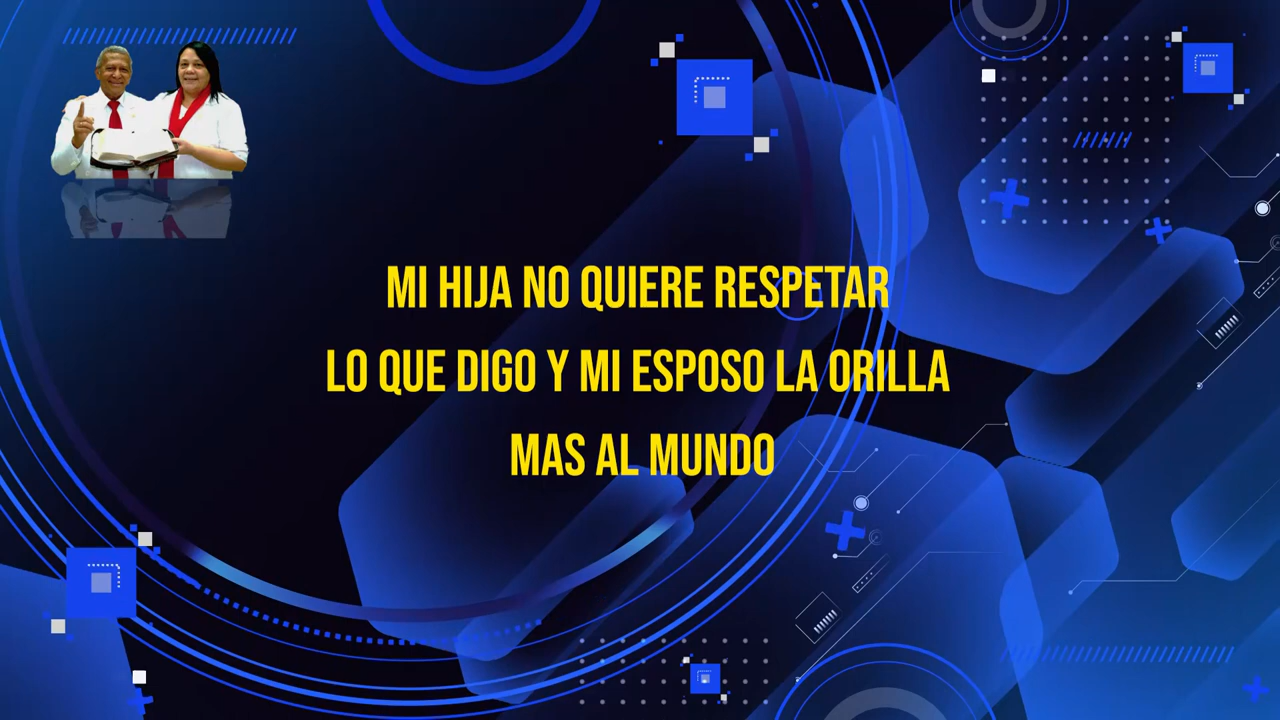 MI HIJA NO QUIERE RESPETAR
LO QUE DIGO Y MI ESPOSO LA ORILLA
MAS AL MUNDO